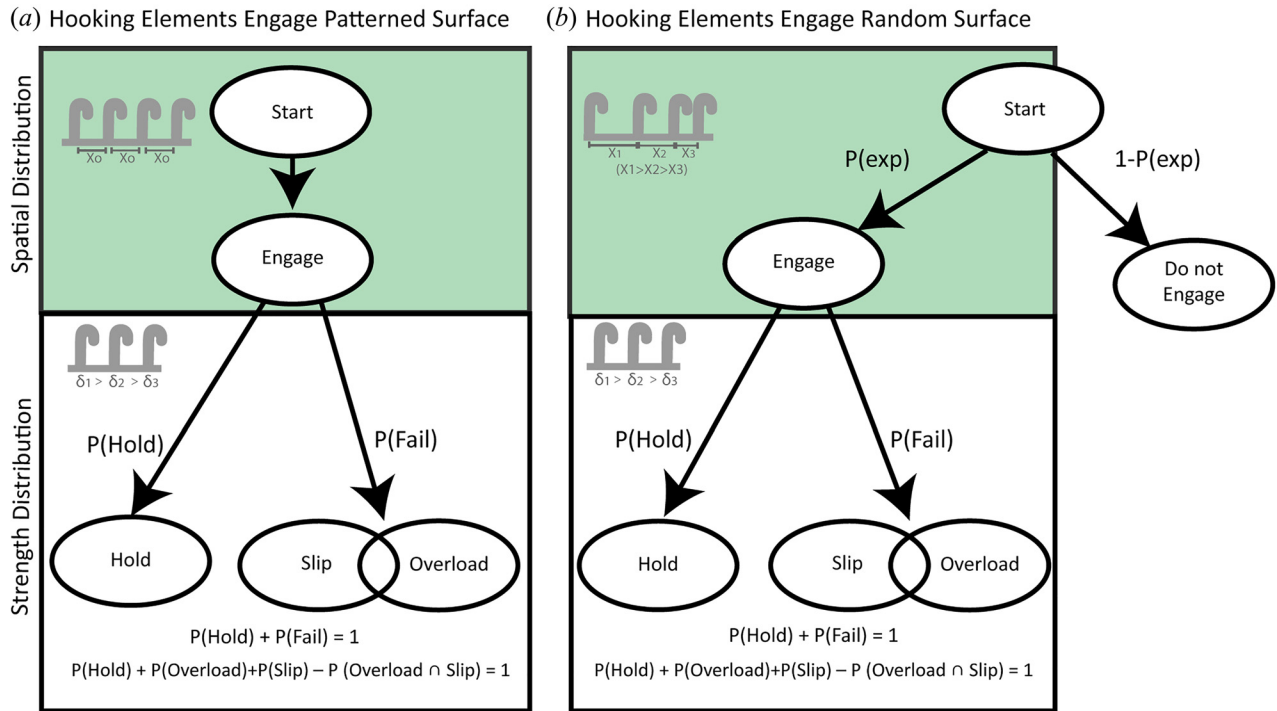 (a) Hooking Elements Engage Patterned Surface
Spatial Distribution
Start
Xo Xo Xo
Engage
Strength Distribution
δ1 > δ2 > δ3
P(Hold)
P(Fail)
Hold
Slip
Overload
P(Hold) + P(Fail) = 1
P(Hold) + P(Overload)+P(Slip) – P (Overload ∩ Slip) = 1
(b) Hooking Elements Engage Random Surface
Start
X1 X2 X3
(X1>X2>X3)
P(exp)
1-P(exp)
Engage
Do not
Engage
δ1 > δ2 > δ3
P(Hold)
P(Fail)
Hold
Slip
Overload
P(Hold) + P(Fail) = 1
P(Hold) + P(Overload)+P(Slip) – P (Overload ∩ Slip) = 1